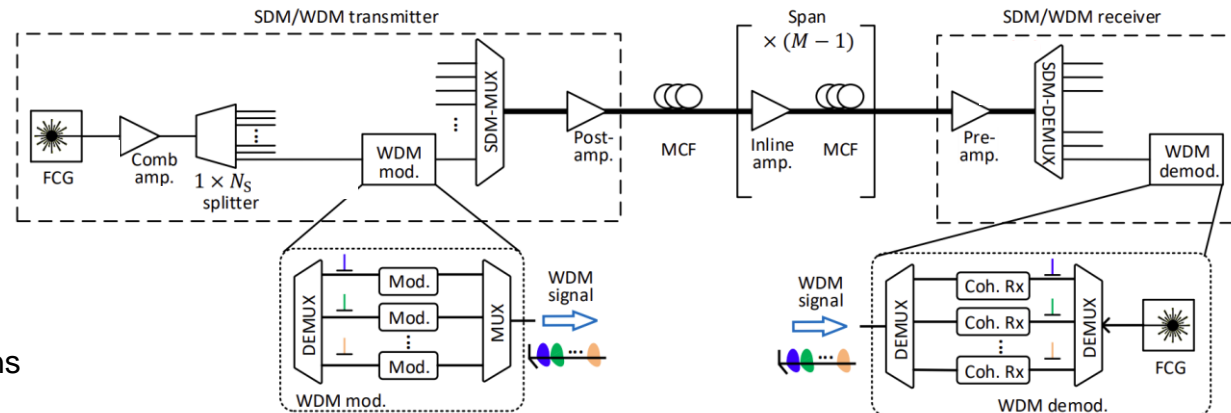 SDM/WDM transmitter
Span
× (M − 1)
SDM/WDM receiver
FCG
Comb
amp.
1 × N_S
splitter
WDM
mod.
SDM-MUX
Post-
amp.
MCF
Inline
amp.
MCF
Pre-
amp.
SDM-DEMUX
WDM
demod.
DEMUX
Mod.
Mod.
Mod.
MUX
WDM mod.
WDM
signal
WDM
signal
DEMUX
Coh. Rx
Coh. Rx
Coh. Rx
DEMUX
FCG
WDM demod.
ns